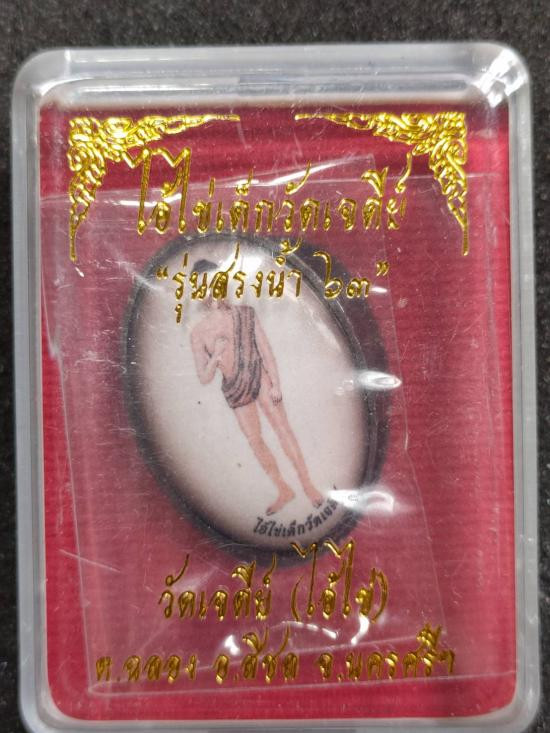 ไอ้ไข่เด็กวัดเจดีย์
"รุ่นสรงน้ำ ๖๓"
ไอ้ไข่เด็กวัดเจดีย์
วัดเจดีย์ (ไอ้ไข่)
ต.ฉลอง อ.สิชล จ.นครศรีฯ